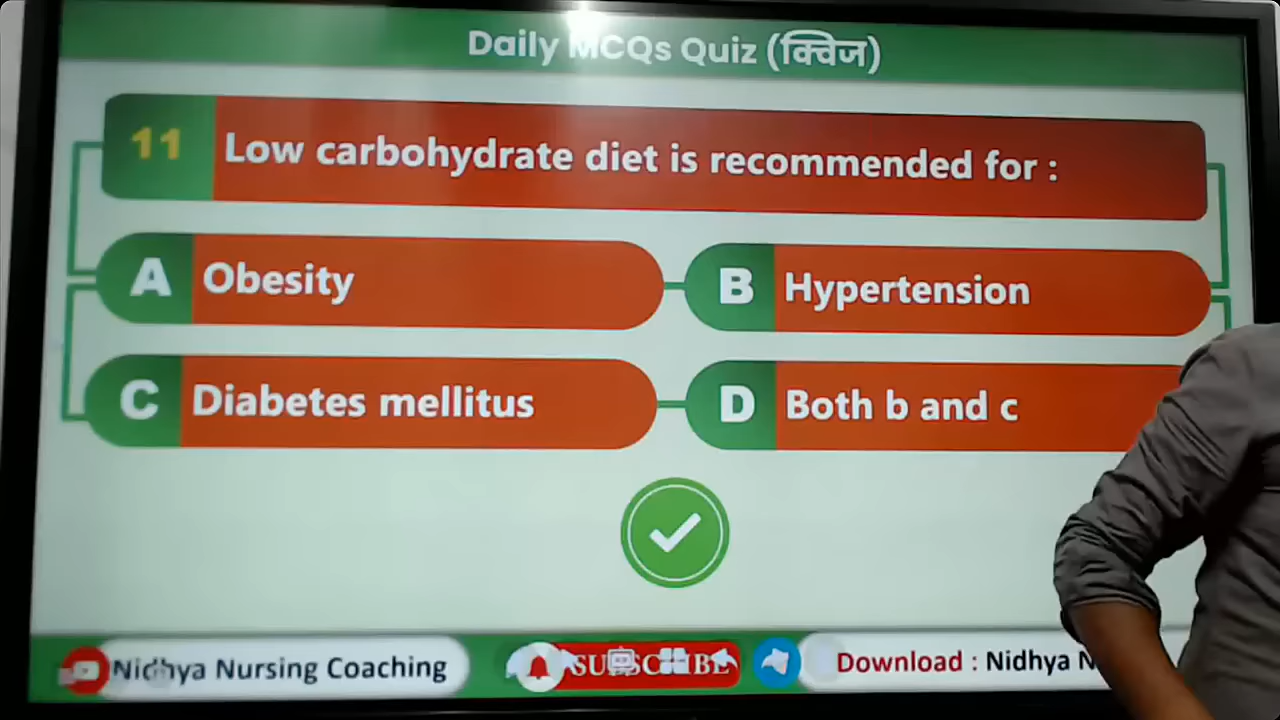 Daily MCQs Quiz (क्विज)
11 Low carbohydrate diet is recommended for :
A Obesity
B Hypertension
C Diabetes mellitus
D Both b and c
Nidhya Nursing Coaching
SUBSCRIBE
Download : Nidhya